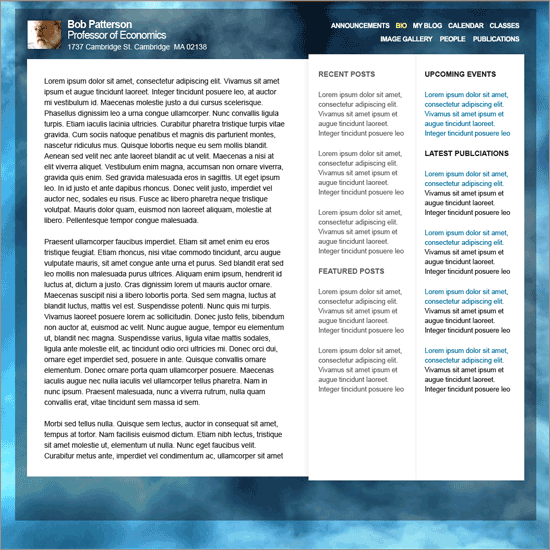 Bob Patterson
Professor of Economics
1737 Cambridge St. Cambridge MA 02138
ANNOUNCEMENTS BIO MY BLOG CALENDAR CLASSES
IMAGE GALLERY PEOPLE PUBLICATIONS
Lorem ipsum dolor sit amet, consectetur adipiscing elit. Vivamus sit amet
ipsum et augue tincidunt laoreet. Integer tincidunt posuere leo, at auctor
mi vestibulum id. Maecenas molestie justo a dui cursus scelerisque.
Phasellus dignissim leo a urna congue ullamcorper. Nunc convallis ligula
turpis. Etiam iaculis lacinia ultricies. Curabitur pharetra tristique turpis vitae
gravida. Cum sociis natoque penatibus et magnis dis parturient montes,
nascetur ridiculus mus. Quisque lobortis neque eu sem mollis blandit.
Aenean sed velit nec ante laoreet blandit ac ut velit. Maecenas a nisi at
elit viverra aliquet. Vestibulum enim magna, accumsan non ornare viverra,
gravida quis enim. Sed gravida malesuada eros in sagittis. Ut eget ipsum
leo. In id justo et ante dapibus rhoncus. Donec velit justo, imperdiet vel
auctor nec, sodales eu risus. Fusce ac libero pharetra neque tristique
volutpat. Mauris dolor quam, euismod non laoreet aliquam, molestie at
libero. Pellentesque tempor congue malesuada.
Praesent ullamcorper faucibus imperdiet. Etiam sit amet enim eu eros
tristique feugiat. Etiam rhoncus, nisi vitae commodo tincidunt, arcu augue
vulputate mauris, sit amet congue ante urna et purus. Sed blandit erat sed
leo mollis non malesuada purus ultrices. Aliquam enim ipsum, hendrerit id
luctus at, dictum a justo. Cras dignissim lorem ut mauris auctor ornare.
Maecenas suscipit nisi a libero lobortis porta. Sed sem magna, luctus at
blandit luctus, mattis vel est. Suspendisse potenti. Nunc quis mi turpis.
Vivamus laoreet posuere lorem ac sollicitudin. Donec justo felis, bibendum
non auctor at, euismod ac velit. Nunc augue augue, tempor eu elementum
ut, blandit nec magna. Suspendisse varius, ligula vitae mattis sodales,
ligula ante molestie elit, ac tincidunt odio orci ultricies mi. Donec orci dui,
ornare eget imperdiet sed, posuere in ante. Quisque convallis ornare
elementum. Donec ornare porta quam ullamcorper posuere. Maecenas
iaculis augue nec nulla iaculis vel ullamcorper tellus pharetra. Nam in
nunc ipsum. Praesent malesuada, nunc a viverra rutrum, nulla quam
convallis erat, vitae tincidunt sem massa id sem.
Morbi sed tellus nulla. Quisque sem lectus, auctor in consequat sit amet,
tempus at tortor. Nam facilisis euismod dictum. Etiam nibh lectus, tristique
sit amet molestie ut, elementum ut nulla. Nunc eget faucibus velit.
Curabitur metus ante, imperdiet vel condimentum ac, ullamcorper sit amet
RECENT POSTS
Lorem ipsum dolor sit amet,
consectetur adipiscing elit.
Vivamus sit amet ipsum et
augue tincidunt laoreet.
Integer tincidunt posuere leo
Lorem ipsum dolor sit amet,
consectetur adipiscing elit.
Vivamus sit amet ipsum et
augue tincidunt laoreet.
Integer tincidunt posuere leo
Lorem ipsum dolor sit amet,
consectetur adipiscing elit.
Vivamus sit amet ipsum et
augue tincidunt laoreet.
Integer tincidunt posuere leo
FEATURED POSTS
Lorem ipsum dolor sit amet,
consectetur adipiscing elit.
Vivamus sit amet ipsum et
augue tincidunt laoreet.
Integer tincidunt posuere leo
Lorem ipsum dolor sit amet,
consectetur adipiscing elit.
Vivamus sit amet ipsum et
augue tincidunt laoreet.
Integer tincidunt posuere leo
UPCOMING EVENTS
Lorem ipsum dolor sit amet,
consectetur adipiscing elit.
Vivamus sit amet ipsum et
augue tincidunt laoreet.
Integer tincidunt posuere leo
LATEST PUBLCIATIONS
Lorem ipsum dolor sit amet,
consectetur adipiscing elit.
Vivamus sit amet ipsum et
augue tincidunt laoreet.
Integer tincidunt posuere leo
Lorem ipsum dolor sit amet,
consectetur adipiscing elit.
Vivamus sit amet ipsum et
augue tincidunt laoreet.
Integer tincidunt posuere leo
Lorem ipsum dolor sit amet,
consectetur adipiscing elit.
Vivamus sit amet ipsum et
augue tincidunt laoreet.
Integer tincidunt posuere leo
Lorem ipsum dolor sit amet,
consectetur adipiscing elit.
Vivamus sit amet ipsum et
augue tincidunt laoreet.
Integer tincidunt posuere leo